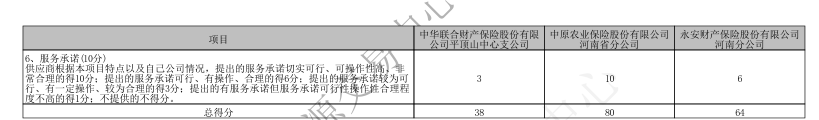 项目
中华联合财产保险股份有限
公司平顶山中心支公司
中原农业保险股份有限公司
河南省分公司
永安财产保险股份有限公司
河南分公司
6、服务承诺(10分)
供应商根据本项目特点以及自己公司情况，提出的服务承诺切实可行、可操作性高，非
常合理的得10分；提出的服务承诺可行、有操作、合理的得6分；提出的服务承诺较为可
行、有一定操作、较为合理的得3分；提出的有服务承诺但服务承诺可行性操作性合理程
度不高的得1分；不提供的不得分。
3
10
6
总得分
38
80
64
源交易中心
中心